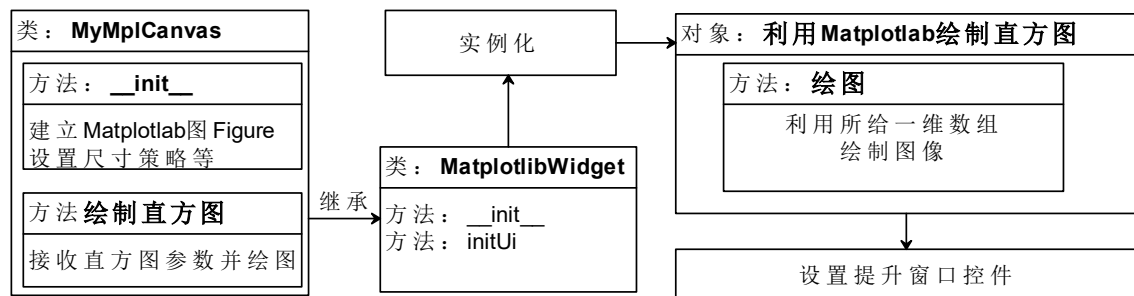 类：MyMplCanvas
方法：__init__
建立Matplotlab图Figure
设置尺寸策略等
方法绘制直方图
接收直方图参数并绘图
继承
实例化
类：MatplotlibWidget
方法：__init__
方法：initUi
对象：利用Matplotlab绘制直方图
方法：绘图
利用所给一维数组
绘制图像
设置提升窗口控件